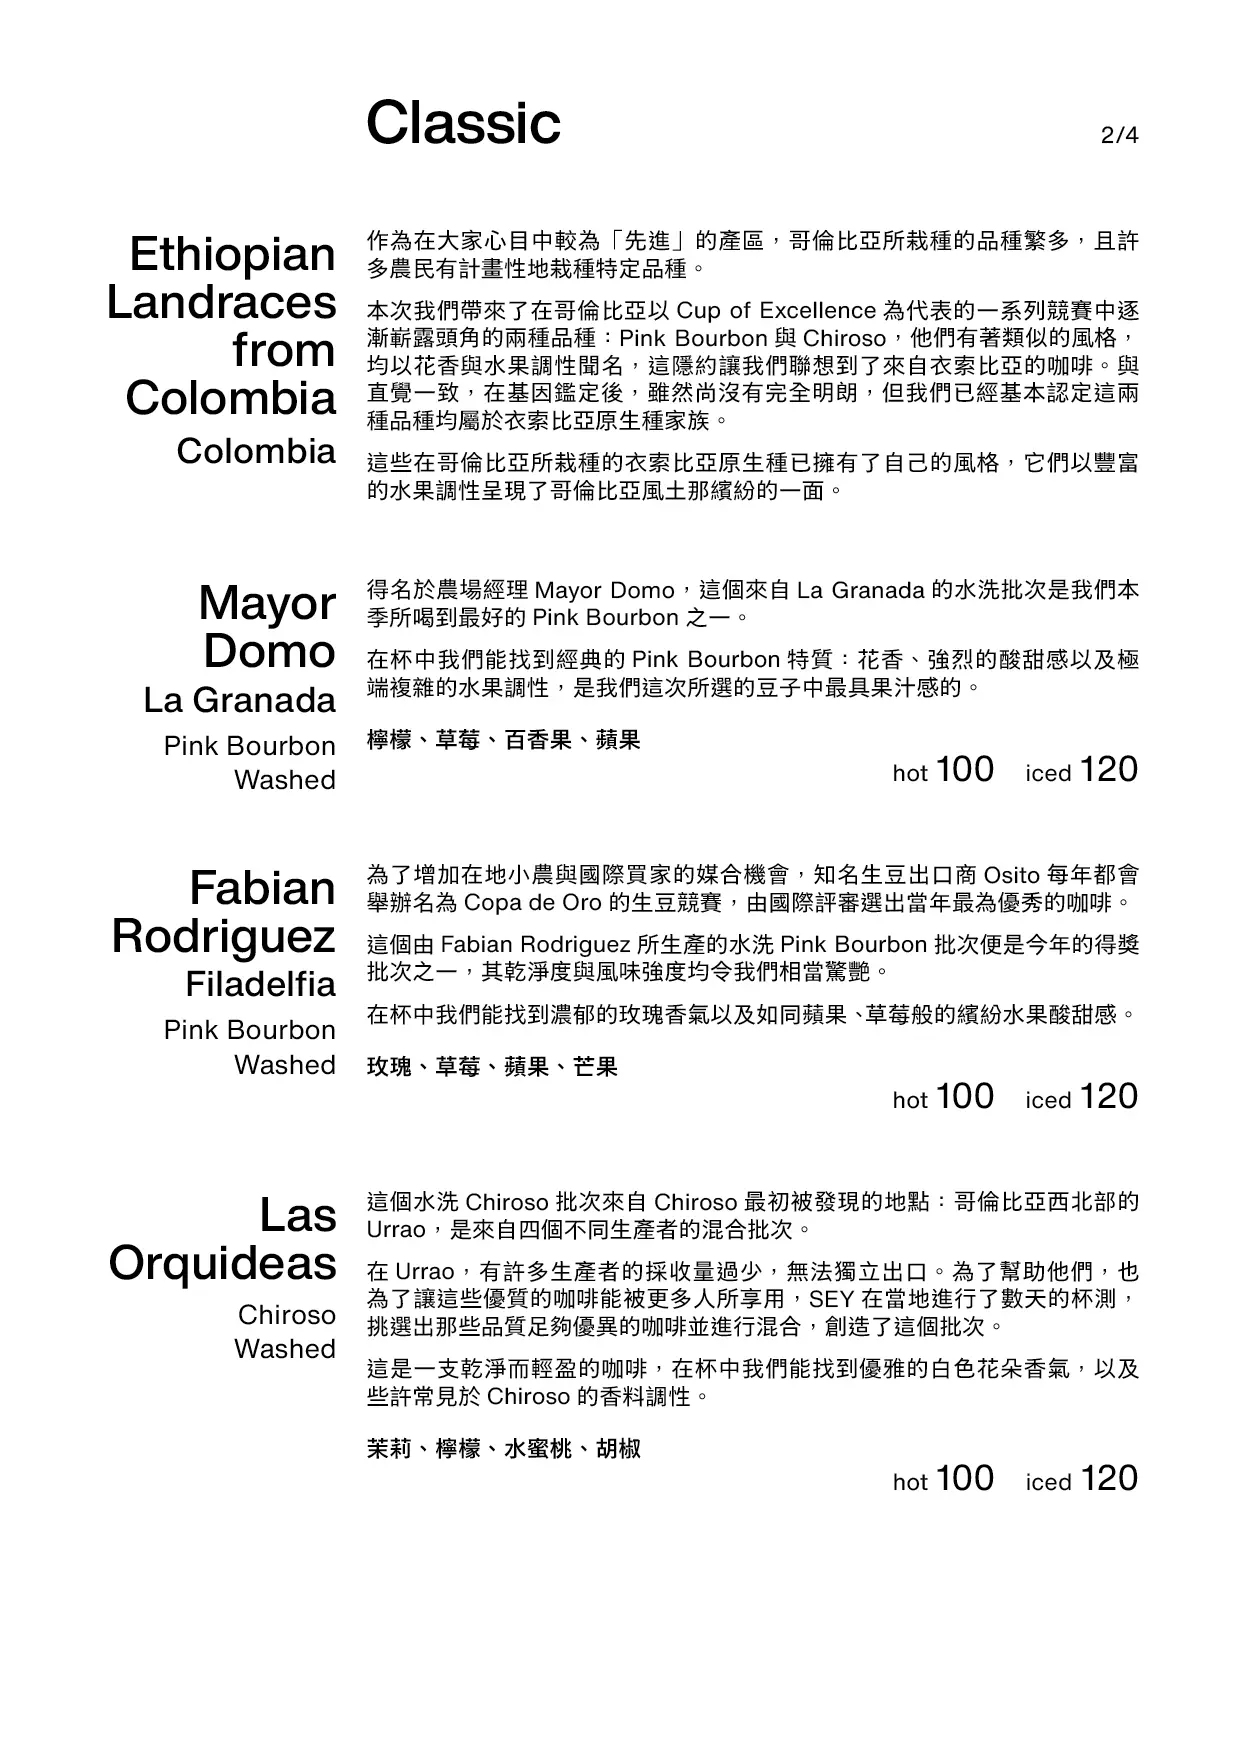 Classic
2/4
Ethiopian
Landraces
from
Colombia
Colombia
作為在大家心目中較為「先進」的產區，哥倫比亞所栽種的品種繁多，且許
多農民有計畫性地栽種特定品種。
本次我們帶來了在哥倫比亞以 Cup of Excellence 為代表的一系列競賽中逐
漸嶄露頭角的兩種品種：Pink Bourbon 與 Chiroso，他們有著類似的風格，
均以花香與水果調性聞名，這隱約讓我們聯想到了來自衣索比亞的咖啡。與
直覺一致，在基因鑑定後，雖然尚沒有完全明朗，但我們已經基本認定這兩
種品種均屬於衣索比亞原生種家族。
這些在哥倫比亞所栽種的衣索比亞原生種已擁有了自己的風格，它們以豐富
的水果調性呈現了哥倫比亞風土那繽紛的一面。
Mayor
Domo
La Granada
Pink Bourbon
Washed
得名於農場經理 Mayor Domo，這個來自 La Granada 的水洗批次是我們本
季所喝到最好的 Pink Bourbon 之一。
在杯中我們能找到經典的 Pink Bourbon 特質：花香、強烈的酸甜感以及極
端複雜的水果調性，是我們這次所選的豆子中最具果汁感的。
檸檬、草莓、百香果、蘋果
hot 100 iced 120
Fabian
Rodriguez
Filadelfia
Pink Bourbon
Washed
為了增加在地小農與國際買家的媒合機會，知名生豆出口商 Osito 每年都會
舉辦名為 Copa de Oro 的生豆競賽，由國際評審選出當年最為優秀的咖啡。
這個由 Fabian Rodriguez 所生產的水洗 Pink Bourbon 批次便是今年的得獎
批次之一，其乾淨度與風味強度均令我們相當驚艷。
在杯中我們能找到濃郁的玫瑰香氣以及如同蘋果、草莓般的繽紛水果酸甜感。
玫瑰、草莓、蘋果、芒果
hot 100 iced 120
Las
Orquideas
Chiroso
Washed
這個水洗 Chiroso 批次來自 Chiroso 最初被發現的地點：哥倫比亞西北部的
Urrao，是來自四個不同生產者的混合批次。
在 Urrao，有許多生產者的採收量過少，無法獨立出口。為了幫助他們，也
為了讓這些優質的咖啡能被更多人所享用，SEY 在當地進行了數天的杯測，
挑選出那些品質足夠優異的咖啡並進行混合，創造了這個批次。
這是一支乾淨而輕盈的咖啡，在杯中我們能找到優雅的白色花朵香氣，以及
些許常見於 Chiroso 的香料調性。
茉莉、檸檬、水蜜桃、胡椒
hot 100 iced 120